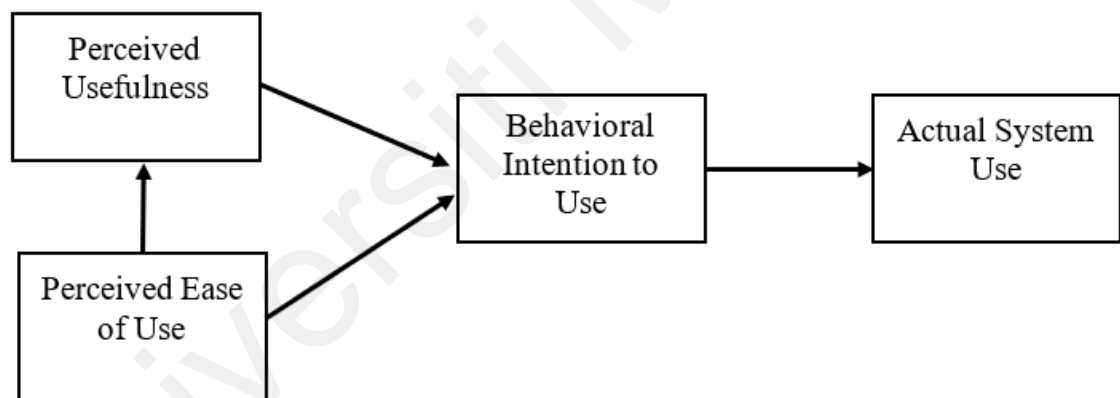 Perceived
Usefulness
Behavioral
Intention to
Use
Actual System
Use
Perceived Ease
of Use